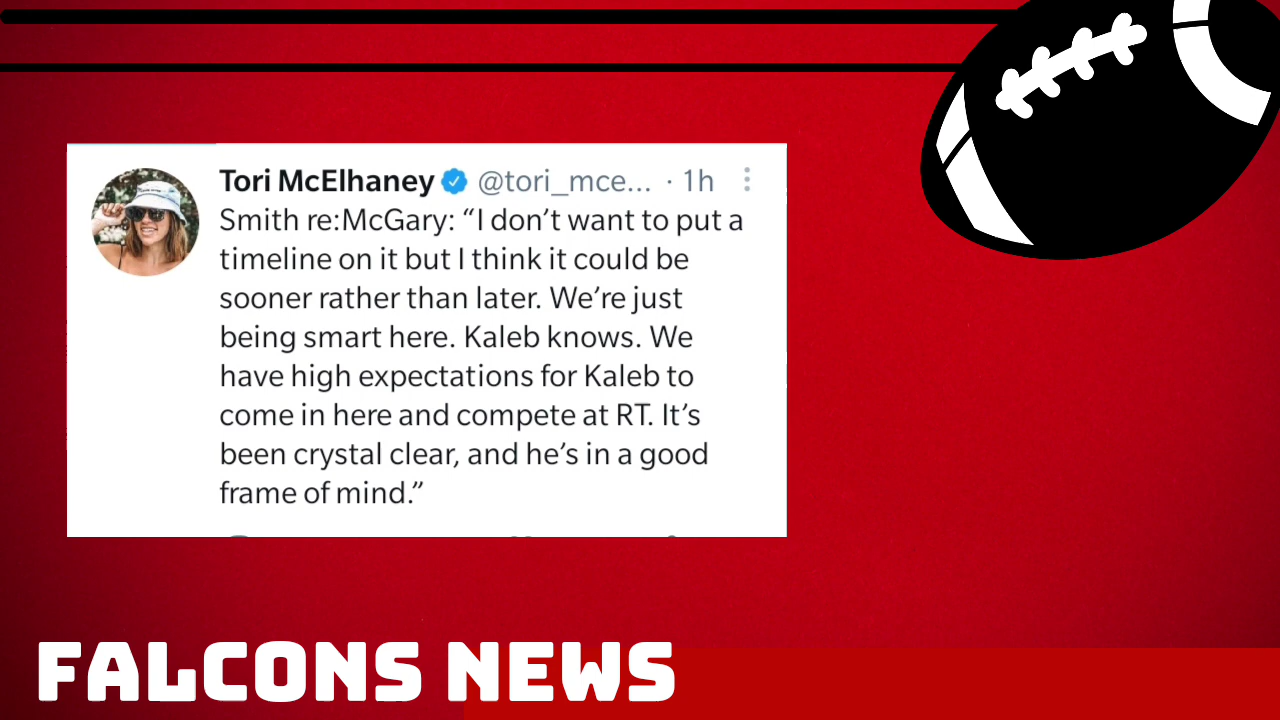 Tori McElhaney @tori_mce... · 1h
Smith re:McGary: “I don’t want to put a
timeline on it but I think it could be
sooner rather than later. We’re just
being smart here. Kaleb knows. We
have high expectations for Kaleb to
come in here and compete at RT. It’s
been crystal clear, and he’s in a good
frame of mind.”
FALCONS NEWS